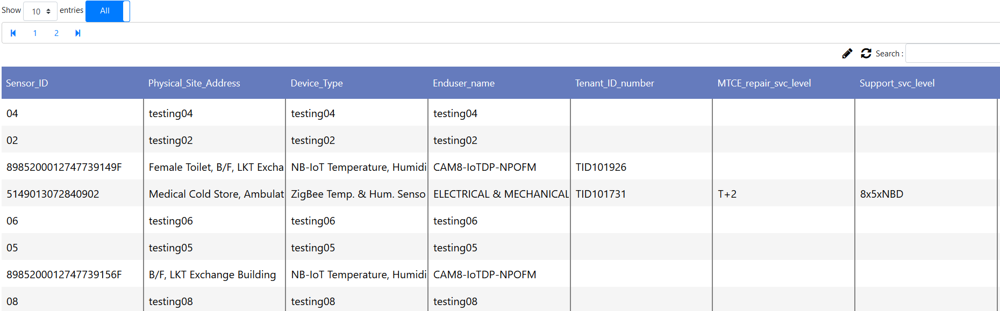 Show 10 entries All
1 2
Search :
Sensor_ID Physical_Site_Address Device_Type Enduser_name Tenant_ID_number MTCE_repair_svc_level Support_svc_level
04 testing04 testing04 testing04
02 testing02 testing02 testing02
8985200012747739149F Female Toilet, B/F, LKT Excha NB-IoT Temperature, Humidi CAM8-IoTDP-NPOFM TID101926
5149013072840902 Medical Cold Store, Ambulat ZigBee Temp. & Hum. Senso ELECTRICAL & MECHANICAL TID101731 T+2 8x5xNBD
06 testing06 testing06 testing06
05 testing05 testing05 testing05
8985200012747739156F B/F, LKT Exchange Building NB-IoT Temperature, Humidi CAM8-IoTDP-NPOFM
08 testing08 testing08 testing08